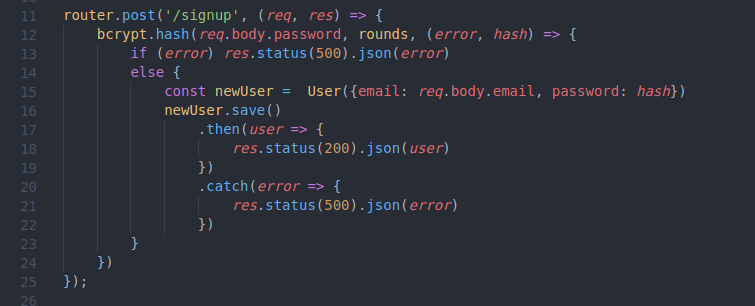 11 router.post('/signup', (req, res) => {
12     bcrypt.hash(req.body.password, rounds, (error, hash) => {
13         if (error) res.status(500).json(error)
14         else {
15             const newUser =  User({email: req.body.email, password: hash})
16             newUser.save()
17                 .then(user => {
18                     res.status(200).json(user)
19                 })
20                 .catch(error => {
21                     res.status(500).json(error)
22                 })
23         }
24     })
25 });
26